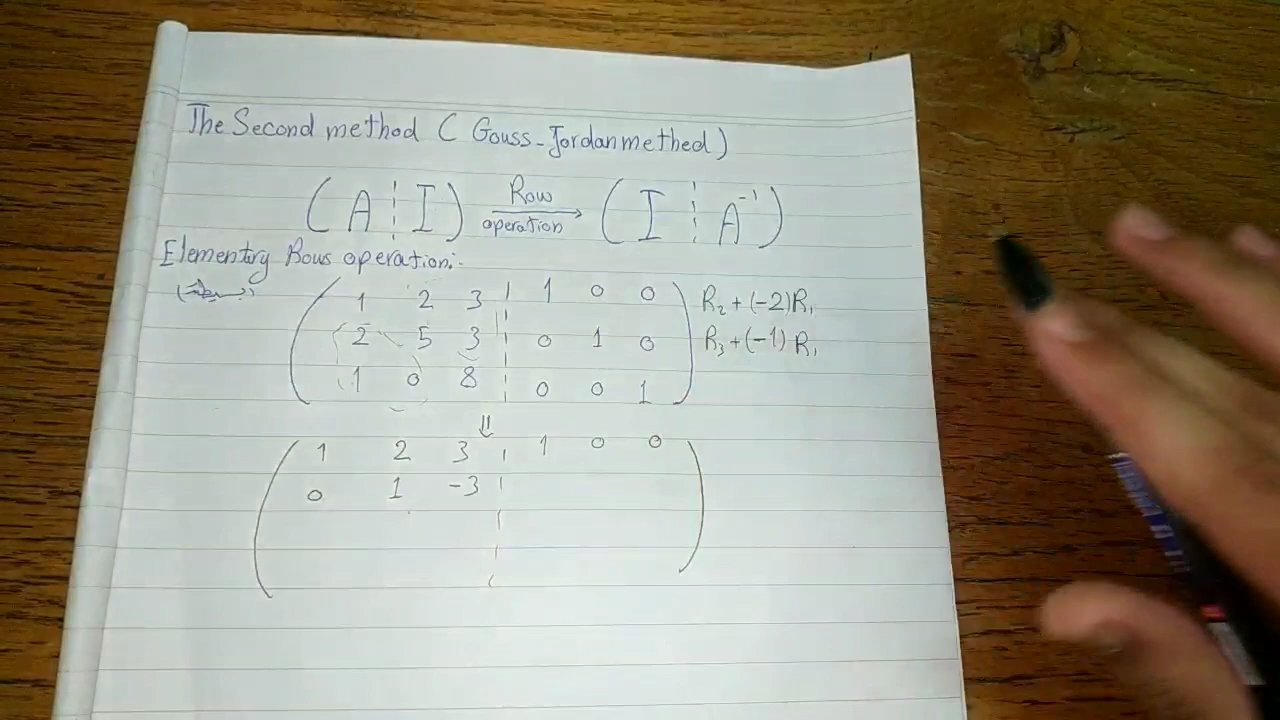 The Second method ( Gouss-Jordan method )
( A ¦ I ) Row operation → ( I ¦ A⁻¹ )
Elementry Rows operation:-
1 2 3 ¦ 1 0 0 R₂ + (-2)R₁
2 5 3 ¦ 0 1 0 R₃ + (-1) R₁
1 0 8 ¦ 0 0 1
⇓
1 2 3 ¦ 1 0 0
0 1 -3 ¦